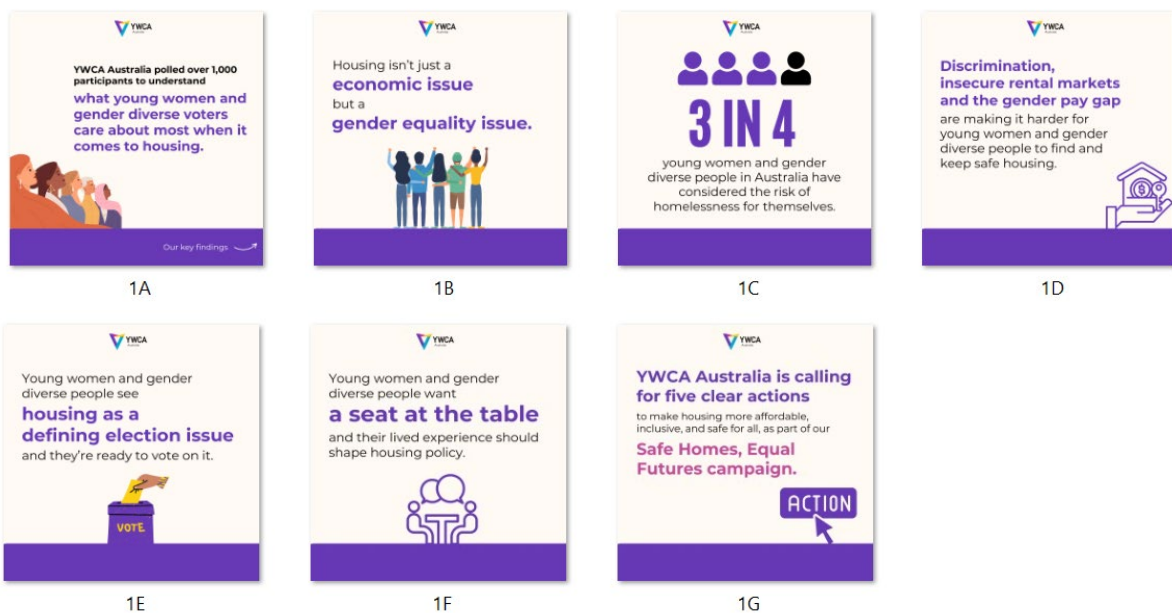 YWCA
Australia
YWCA Australia polled over 1,000
participants to understand
what young women and
gender diverse voters
care about most when it
comes to housing.
Our key findings
1A
YWCA
Australia
Housing isn't just a
economic issue
but a
gender equality issue.
1B
YWCA
Australia
3 IN 4
young women and gender
diverse people in Australia have
considered the risk of
homelessness for themselves.
1C
YWCA
Australia
Discrimination,
insecure rental markets
and the gender pay gap
are making it harder for
young women and gender
diverse people to find and
keep safe housing.
$
1D
YWCA
Australia
Young women and gender
diverse people see
housing as a
defining election issue
and they're ready to vote on it.
VOTE
1E
YWCA
Australia
Young women and gender
diverse people want
a seat at the table
and their lived experience should
shape housing policy.
1F
YWCA
Australia
YWCA Australia is calling
for five clear actions
to make housing more affordable,
inclusive, and safe for all, as part of our
Safe Homes, Equal
Futures campaign.
ACTION
1G